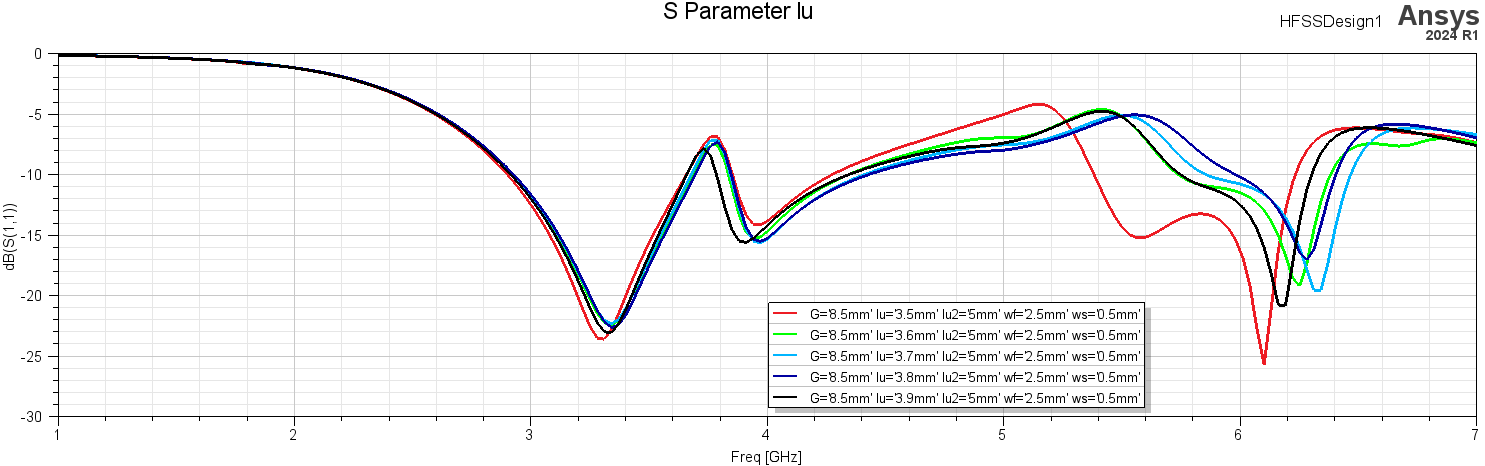 S Parameter lu
HFSSDesign1
Ansys
2024 R1
0
-5
-10
-15
-20
-25
-30
dB(S(1,1))
G='8.5mm' lu='3.5mm' lu2='5mm' wf='2.5mm' ws='0.5mm'
G='8.5mm' lu='3.6mm' lu2='5mm' wf='2.5mm' ws='0.5mm'
G='8.5mm' lu='3.7mm' lu2='5mm' wf='2.5mm' ws='0.5mm'
G='8.5mm' lu='3.8mm' lu2='5mm' wf='2.5mm' ws='0.5mm'
G='8.5mm' lu='3.9mm' lu2='5mm' wf='2.5mm' ws='0.5mm'
1 2 3 4 5 6 7
Freq [GHz]